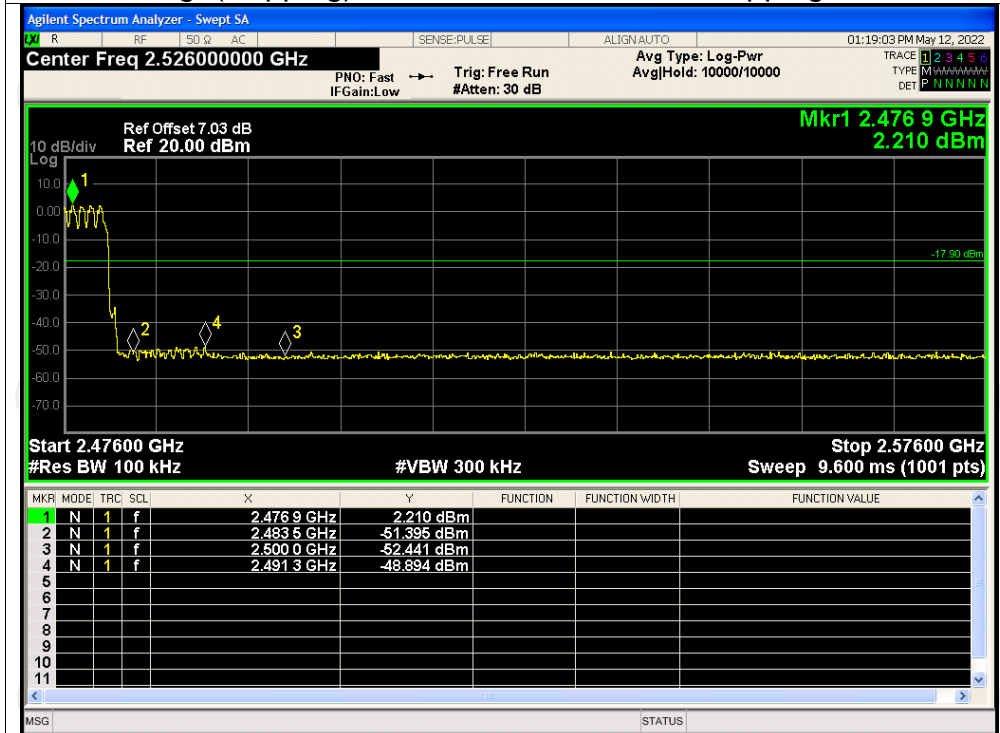 Agilent Spectrum Analyzer - Swept SA
LXI R RF 50 Ω AC SENSE:PULSE ALIGNAUTO 01:19:03 PM May 12, 2022
Center Freq 2.526000000 GHz
PNO: Fast
IFGain:Low
Trig: Free Run
#Atten: 30 dB
Avg Type: Log-Pwr
Avg|Hold: 10000/10000
TRACE 1 2 3 4 5 6
TYPE M
DET P N N N N N
Mkr1 2.476 9 GHz
2.210 dBm
Ref Offset 7.03 dB
10 dB/div Ref 20.00 dBm
Log
10.0
0.00
-10.0
-20.0
-30.0
-40.0
-50.0
-60.0
-70.0
1
2
4
3
-17.90 dBm
Start 2.47600 GHz Stop 2.57600 GHz
#Res BW 100 kHz #VBW 300 kHz Sweep 9.600 ms (1001 pts)
MKR MODE TRC SCL X Y FUNCTION FUNCTION WIDTH FUNCTION VALUE
1 N 1 f 2.476 9 GHz 2.210 dBm
2 N 1 f 2.483 5 GHz -51.395 dBm
3 N 1 f 2.500 0 GHz -52.441 dBm
4 N 1 f 2.491 3 GHz -48.894 dBm
5
6
7
8
9
10
11
MSG STATUS